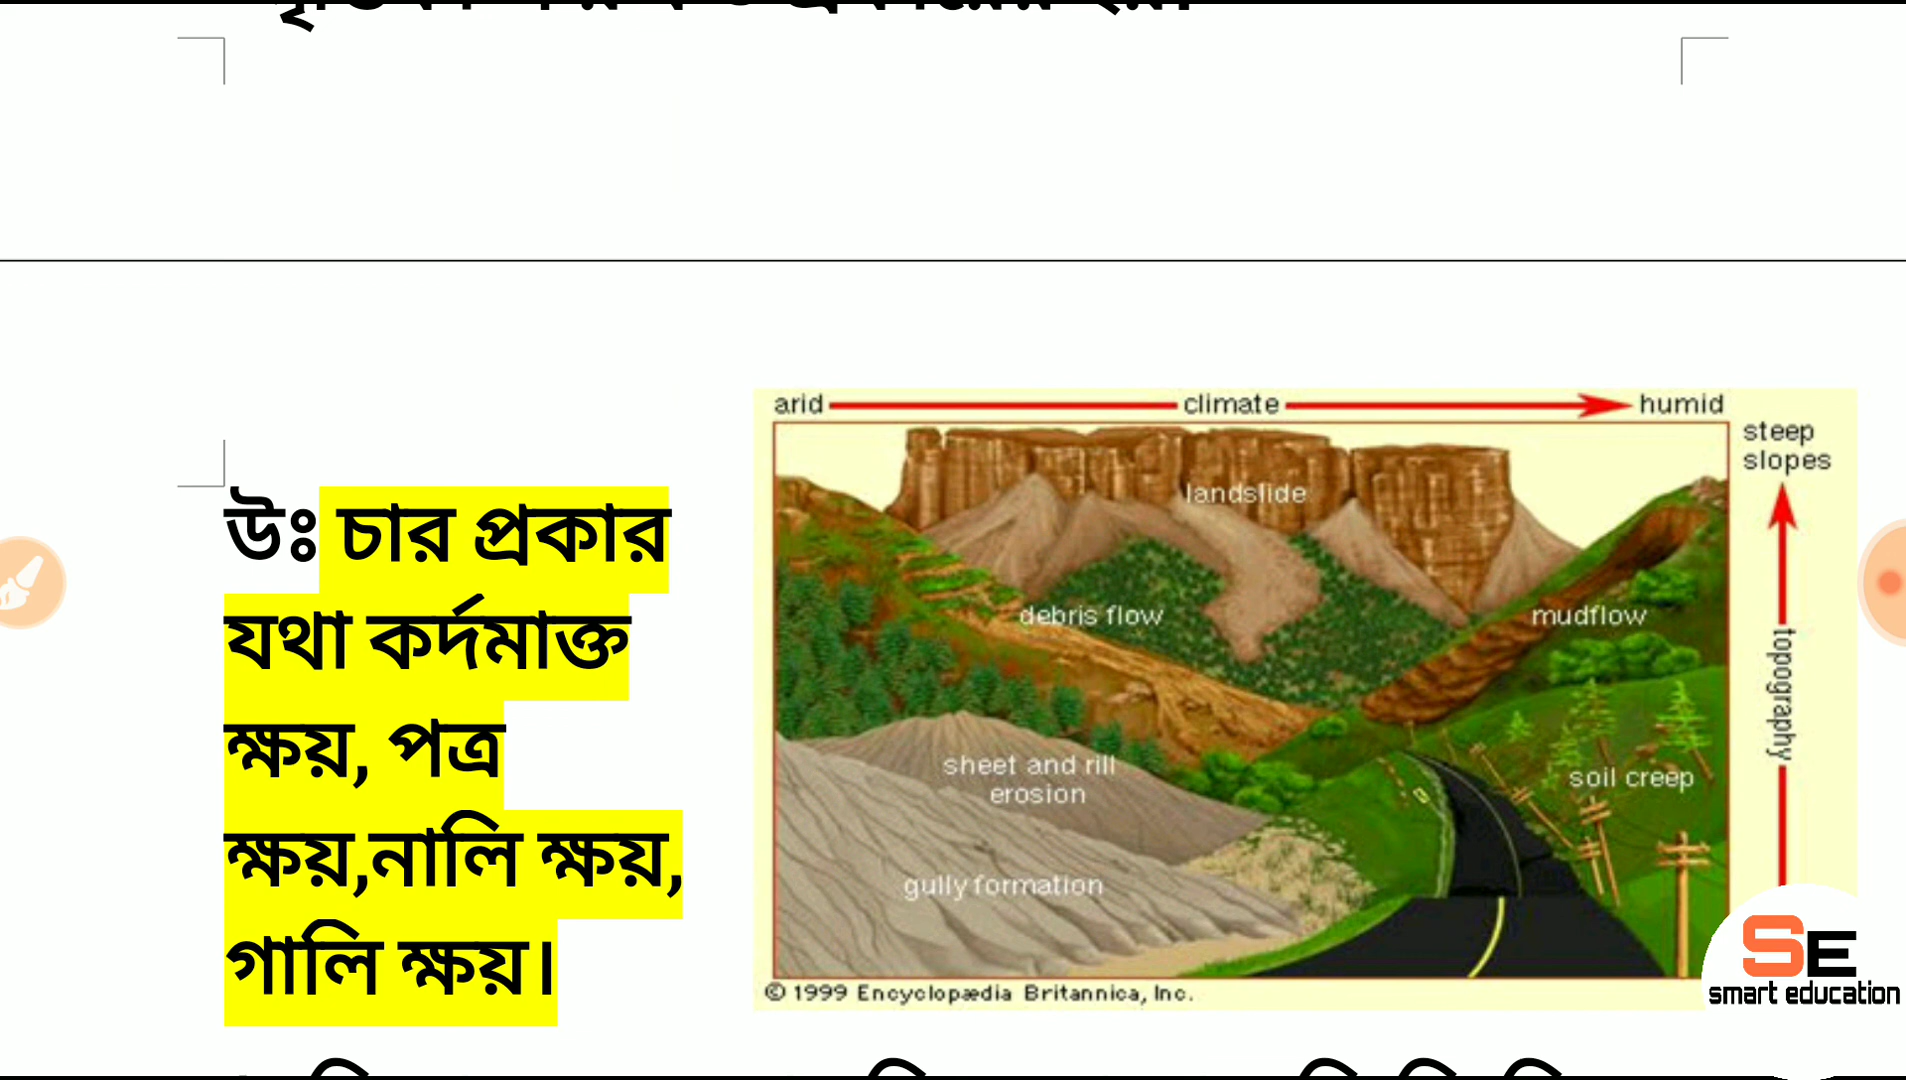 উঃ চার প্রকার
যথা কর্দমাক্ত
ক্ষয়, পত্র
ক্ষয়,নালি ক্ষয়,
গালি ক্ষয়।
arid climate humid
steep
slopes
landslide
debris flow
mudflow
topography
sheet and rill
erosion
soil creep
gully formation
© 1999 Encyclopædia Britannica, Inc.
SE
smart education